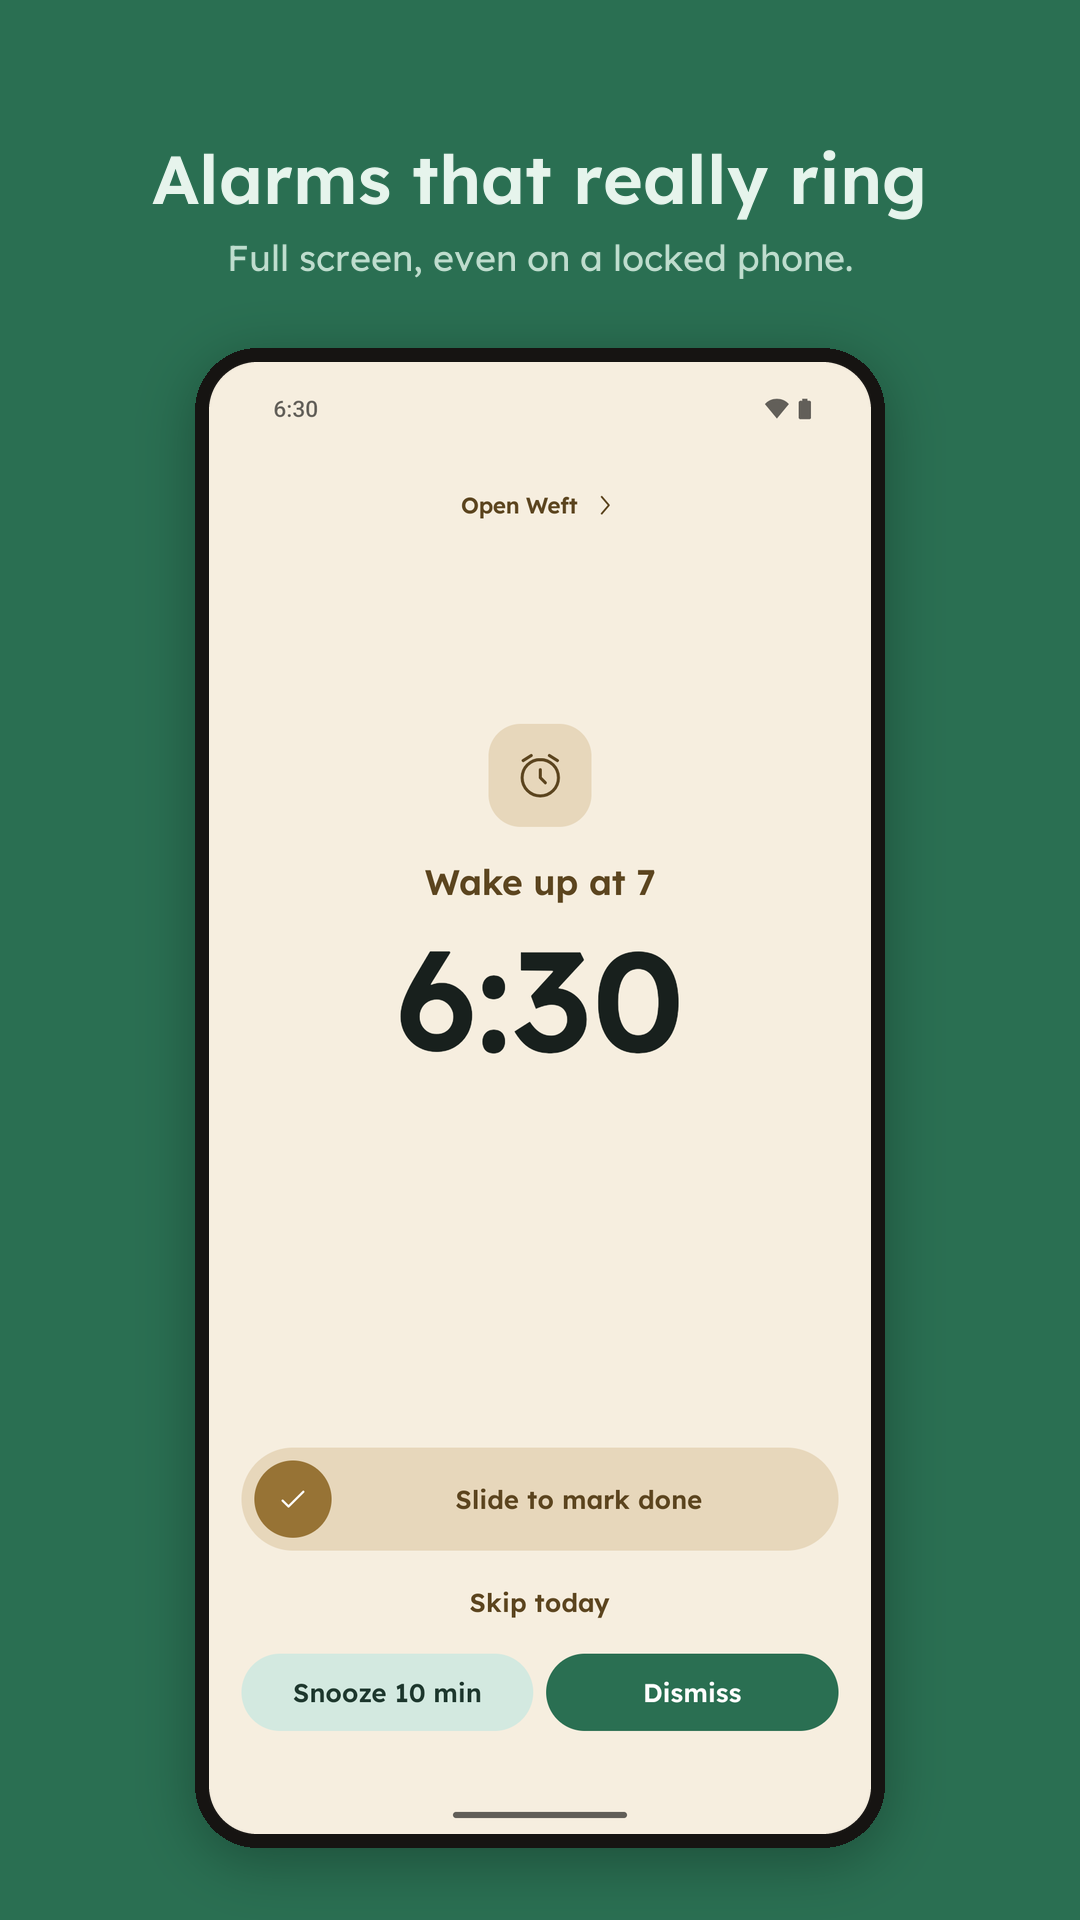 Alarms that really ring
Full screen, even on a locked phone.
6:30
Open Weft
Wake up at 7
6:30
Slide to mark done
Skip today
Snooze 10 min
Dismiss